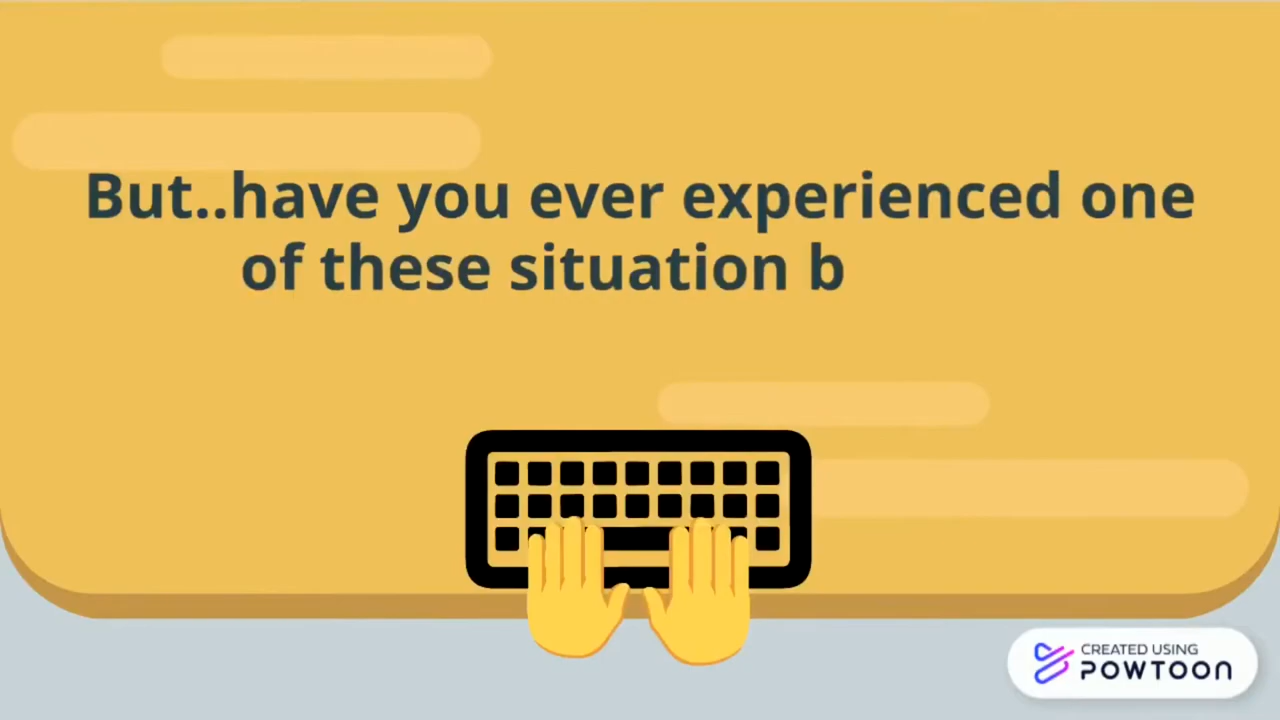 But..have you ever experienced one
of these situation b
CREATED USING
POWTOON